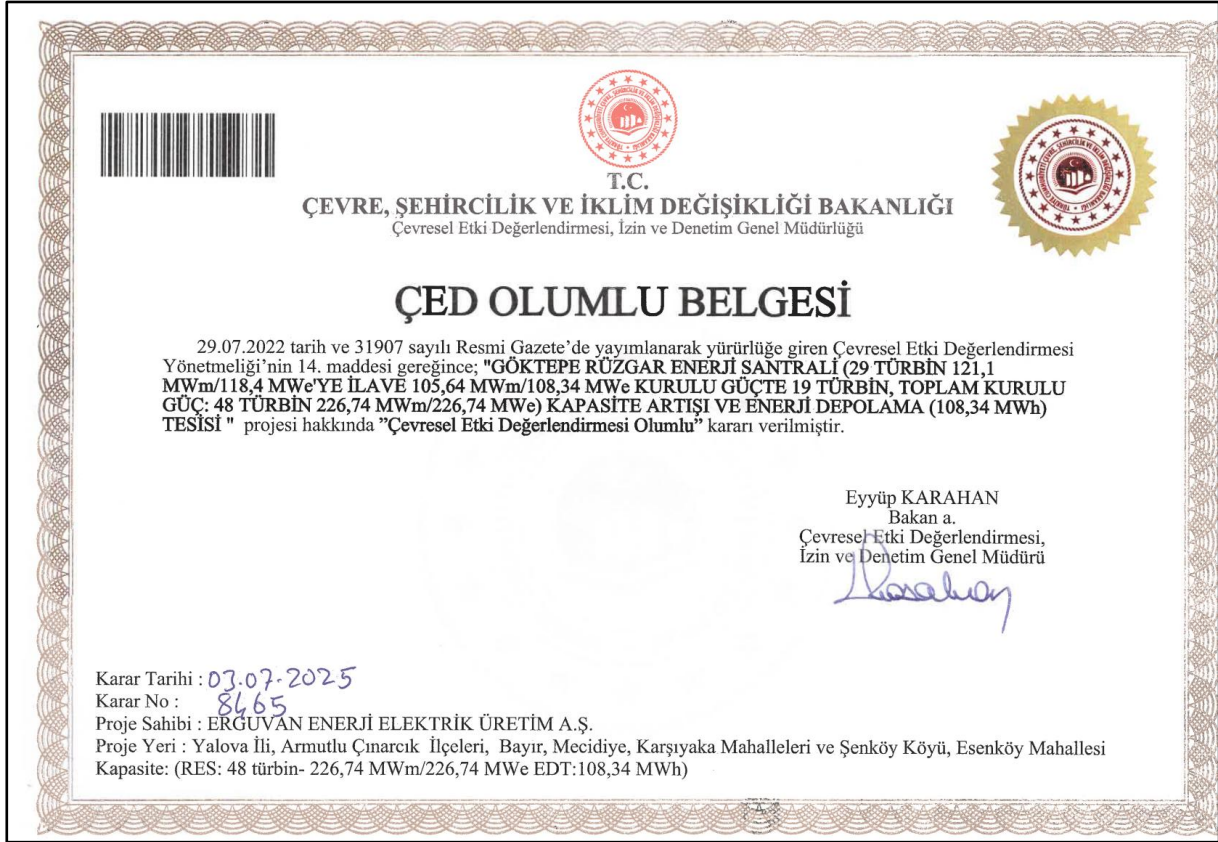 T.C.
ÇEVRE, ŞEHİRCİLİK VE İKLİM DEĞİŞİKLİĞİ BAKANLIĞI
Çevresel Etki Değerlendirmesi, İzin ve Denetim Genel Müdürlüğü
ÇED OLUMLU BELGESİ
29.07.2022 tarih ve 31907 sayılı Resmi Gazete’de yayımlanarak yürürlüğe giren Çevresel Etki Değerlendirmesi
Yönetmeliği’nin 14. maddesi gereğince; "GÖKTEPE RÜZGAR ENERJİ SANTRALİ (29 TÜRBİN 121,1
MWm/118,4 MWe'YE İLAVE 105,64 MWm/108,34 MWe KURULU GÜÇTE 19 TÜRBİN, TOPLAM KURULU
GÜÇ: 48 TÜRBİN 226,74 MWm/226,74 MWe) KAPASİTE ARTIŞI VE ENERJİ DEPOLAMA (108,34 MWh)
TESİSİ " projesi hakkında ”Çevresel Etki Değerlendirmesi Olumlu” kararı verilmiştir.
Eyyüp KARAHAN
Bakan a.
Çevresel Etki Değerlendirmesi,
İzin ve Denetim Genel Müdürü
Karar Tarihi : 03.07.2025
Karar No : 8465
Proje Sahibi : ERGUVAN ENERJİ ELEKTRİK ÜRETİM A.Ş.
Proje Yeri : Yalova İli, Armutlu Çınarcık İlçeleri, Bayır, Mecidiye, Karşıyaka Mahalleleri ve Şenköy Köyü, Esenköy Mahallesi
Kapasite: (RES: 48 türbin- 226,74 MWm/226,74 MWe EDT:108,34 MWh)